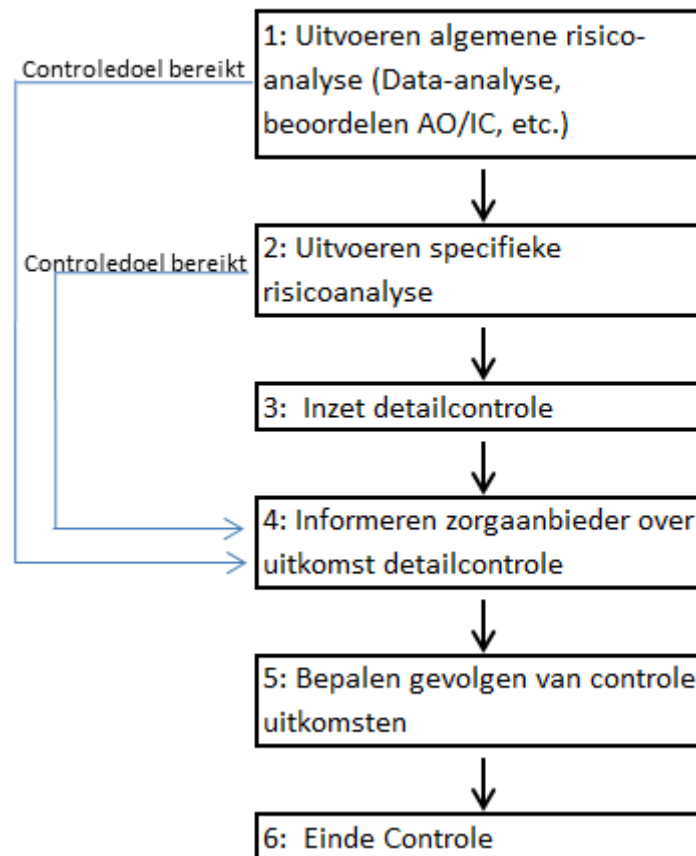 1: Uitvoeren algemene risico-
analyse (Data-analyse,
beoordelen AO/IC, etc.)
Controledoel bereikt
2: Uitvoeren specifieke
risicoanalyse
Controledoel bereikt
3: Inzet detailcontrole
4: Informeren zorgaanbieder over
uitkomst detailcontrole
5: Bepalen gevolgen van controle
uitkomsten
6: Einde Controle